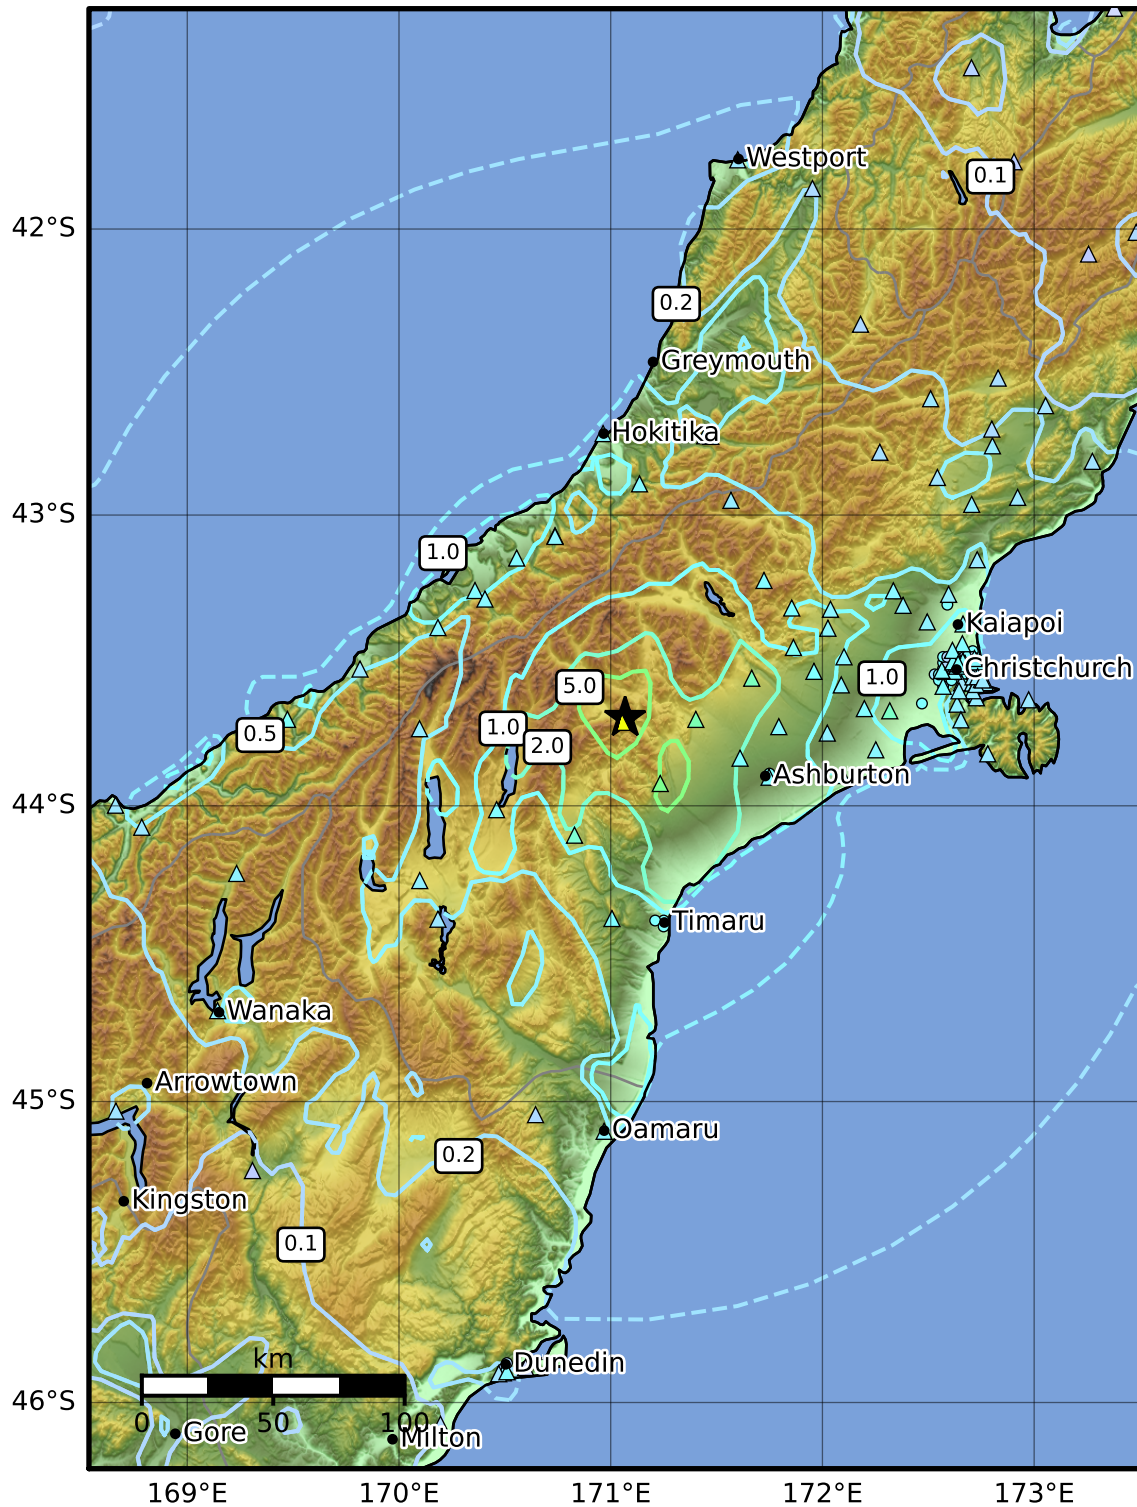 Westport
0.1
42°S
0.2
Greymouth
Hokitika
43°S
1.0
Kaiapoi
Christchurch
5.0
1.0
0.5
1.0
2.0
Ashburton
44°S
Timaru
Wanaka
Arrowtown
45°S
Oamaru
0.2
Kingston
0.1
km
Dunedin
46°S
0 50 100
Gore
Milton
169°E 170°E 171°E 172°E 173°E